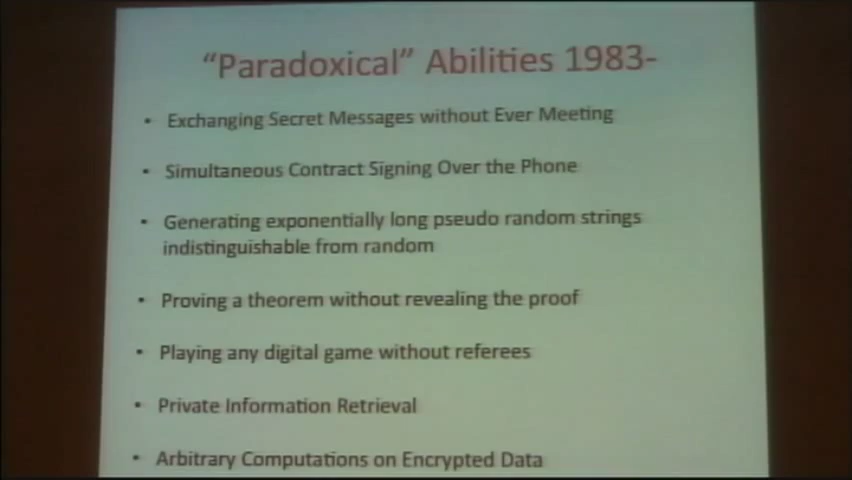 “Paradoxical” Abilities 1983-
• Exchanging Secret Messages without Ever Meeting
• Simultaneous Contract Signing Over the Phone
• Generating exponentially long pseudo random strings
indistinguishable from random
• Proving a theorem without revealing the proof
• Playing any digital game without referees
• Private Information Retrieval
• Arbitrary Computations on Encrypted Data